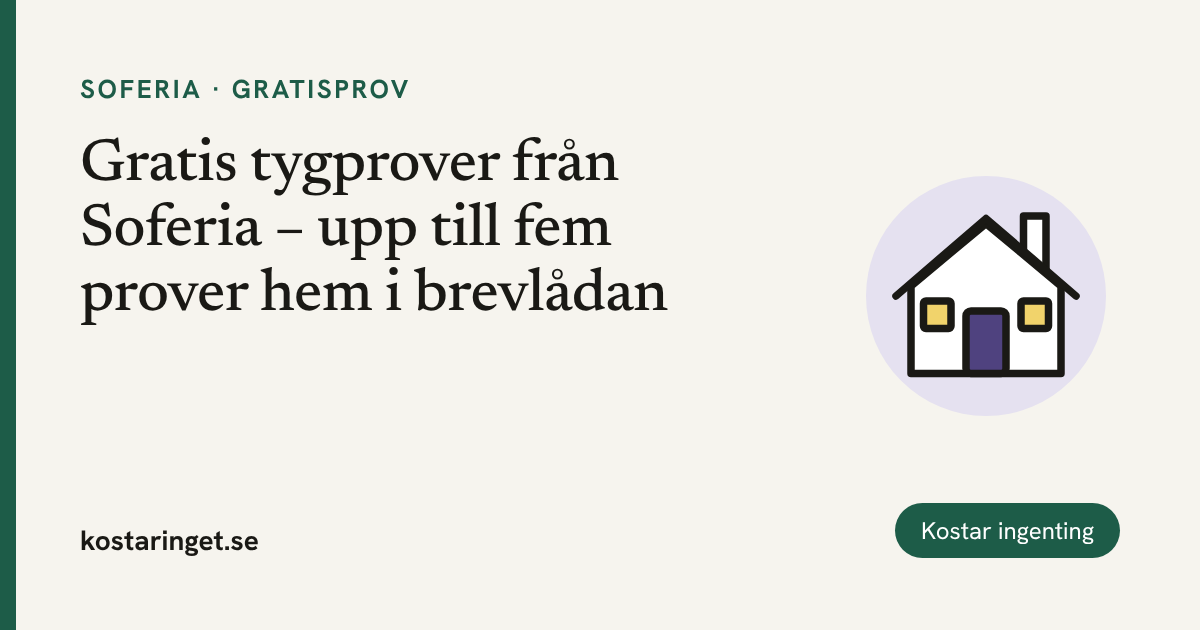 SOFERIA · GRATISPROV
Gratis tygprover från
Soferia – upp till fem
prover hem i brevlådan
kostaringet.se
Kostar ingenting